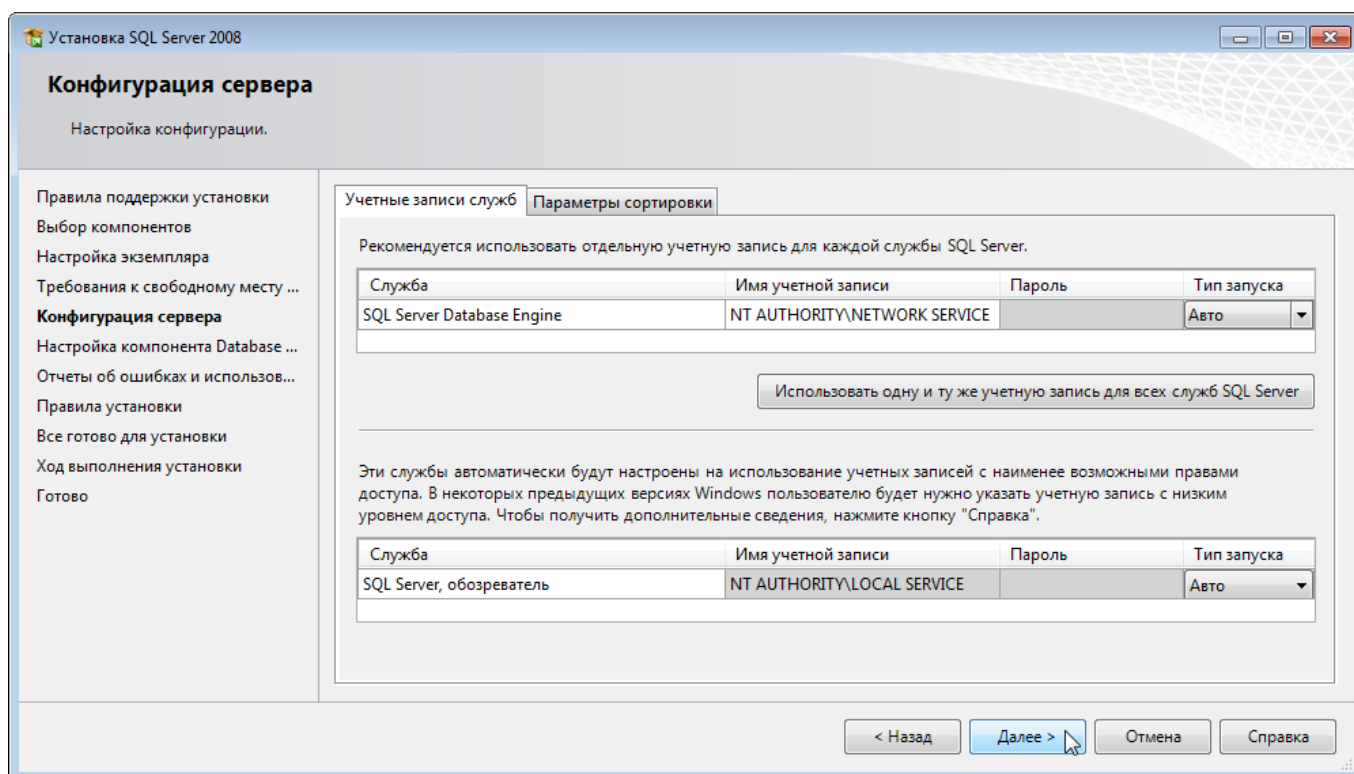 Установка SQL Server 2008
Конфигурация сервера
Настройка конфигурации.
Правила поддержки установки
Выбор компонентов
Настройка экземпляра
Требования к свободному месту ...
Конфигурация сервера
Настройка компонента Database ...
Отчеты об ошибках и использов...
Правила установки
Все готово для установки
Ход выполнения установки
Готово
Учетные записи служб Параметры сортировки
Рекомендуется использовать отдельную учетную запись для каждой службы SQL Server.
Служба Имя учетной записи Пароль Тип запуска
SQL Server Database Engine NT AUTHORITY\NETWORK SERVICE Авто
Использовать одну и ту же учетную запись для всех служб SQL Server
Эти службы автоматически будут настроены на использование учетных записей с наименее возможными правами
доступа. В некоторых предыдущих версиях Windows пользователю будет нужно указать учетную запись с низким
уровнем доступа. Чтобы получить дополнительные сведения, нажмите кнопку "Справка".
Служба Имя учетной записи Пароль Тип запуска
SQL Server, обозреватель NT AUTHORITY\LOCAL SERVICE Авто
< Назад Далее > Отмена Справка